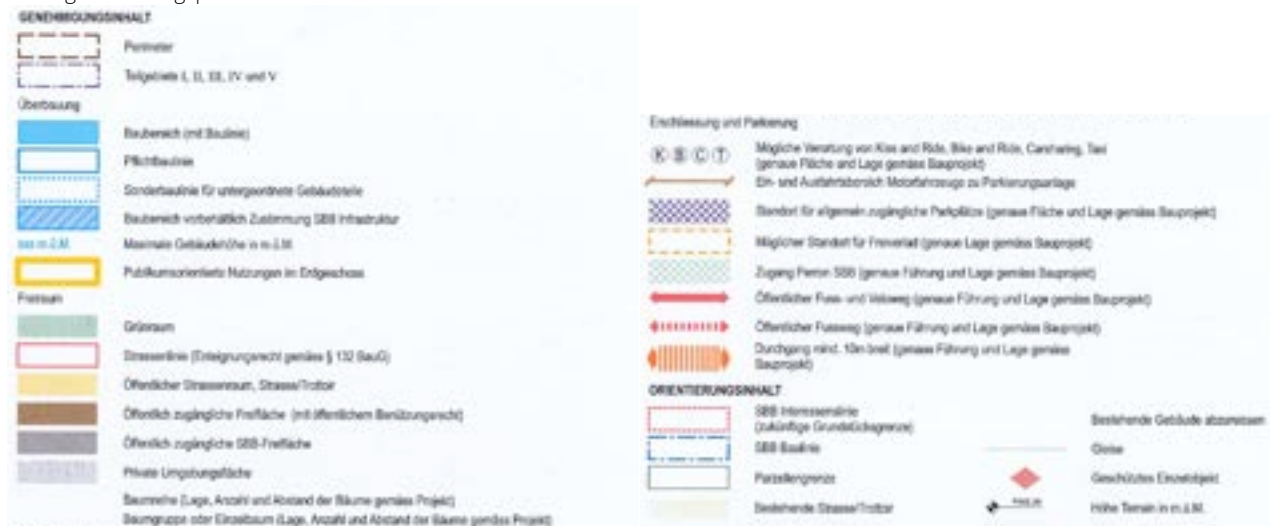 GENEHMIGUNGSINHALT
Perimeter
Teilgebiete I, II, III, IV und V
Überbauung
Baubereich (mit Baulinie)
Pflichtbaulinie
Sonderbaulinie für untergeordnete Gebäudeteile
Baubereich vorbehältlich Zustimmung SBB Infrastruktur
m.ü.M. Maximale Gebäudehöhe in m.ü.M.
Publikumsorientierte Nutzungen im Erdgeschoss
Freiraum
Grünraum
Strassenlinie (Enteignungsrecht gemäss § 132 BauG)
Öffentlicher Strassenraum, Strasse/Trottoir
Öffentlich zugängliche Freifläche (mit öffentlichem Benützungsrecht)
Öffentlich zugängliche SBB-Freifläche
Private Umgebungsfläche
Baumreihe (Lage, Anzahl und Abstand der Bäume gemäss Projekt)
Baumgruppe oder Einzelbaum (Lage, Anzahl und Abstand der Bäume gemäss Projekt)
Erschliessung und Parkierung
K B C T Mögliche Verortung von Kiss and Ride, Bike and Ride, Carsharing, Taxi
(genaue Fläche und Lage gemäss Bauprojekt)
Ein- und Ausfahrtsbereich Motorfahrzeuge zu Parkierungsanlage
Standort für allgemein zugängliche Parkplätze (genaue Fläche und Lage gemäss Bauprojekt)
Möglicher Standort für Freiverlad (genaue Lage gemäss Bauprojekt)
Zugang Perron SBB (genaue Führung und Lage gemäss Bauprojekt)
Öffentlicher Fuss- und Veloweg (genaue Führung und Lage gemäss Bauprojekt)
Öffentlicher Fussweg (genaue Führung und Lage gemäss Bauprojekt)
Durchgang mind. 10m breit (genaue Führung und Lage gemäss
Bauprojekt)
ORIENTIERUNGSINHALT
SBB Interessenslinie
(zukünftige Grundstücksgrenze)
SBB Baulinie
Parzellengrenze
Bestehende Strasse/Trottoir
Bestehende Gebäude abzureissen
Gleise
Geschütztes Einzelobjekt
Höhe Terrain in m.ü.M.